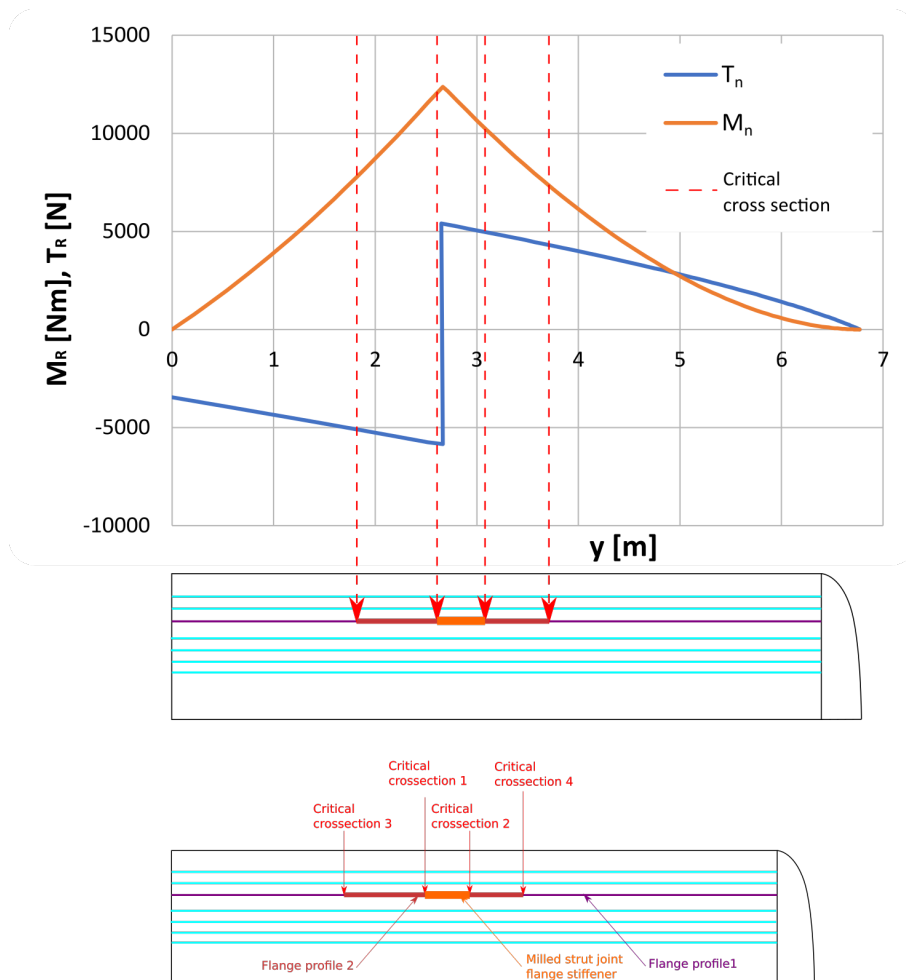 15000
10000
5000
0
-5000
-10000
0 1 2 3 4 5 6 7
MR [Nm], TR [N]
y [m]
Tn
Mn
Critical
cross section
Critical
crossection 1
Critical
crossection 4
Critical
crossection 3
Critical
crossection 2
Flange profile 2
Milled strut joint
flange stiffener
Flange profile1